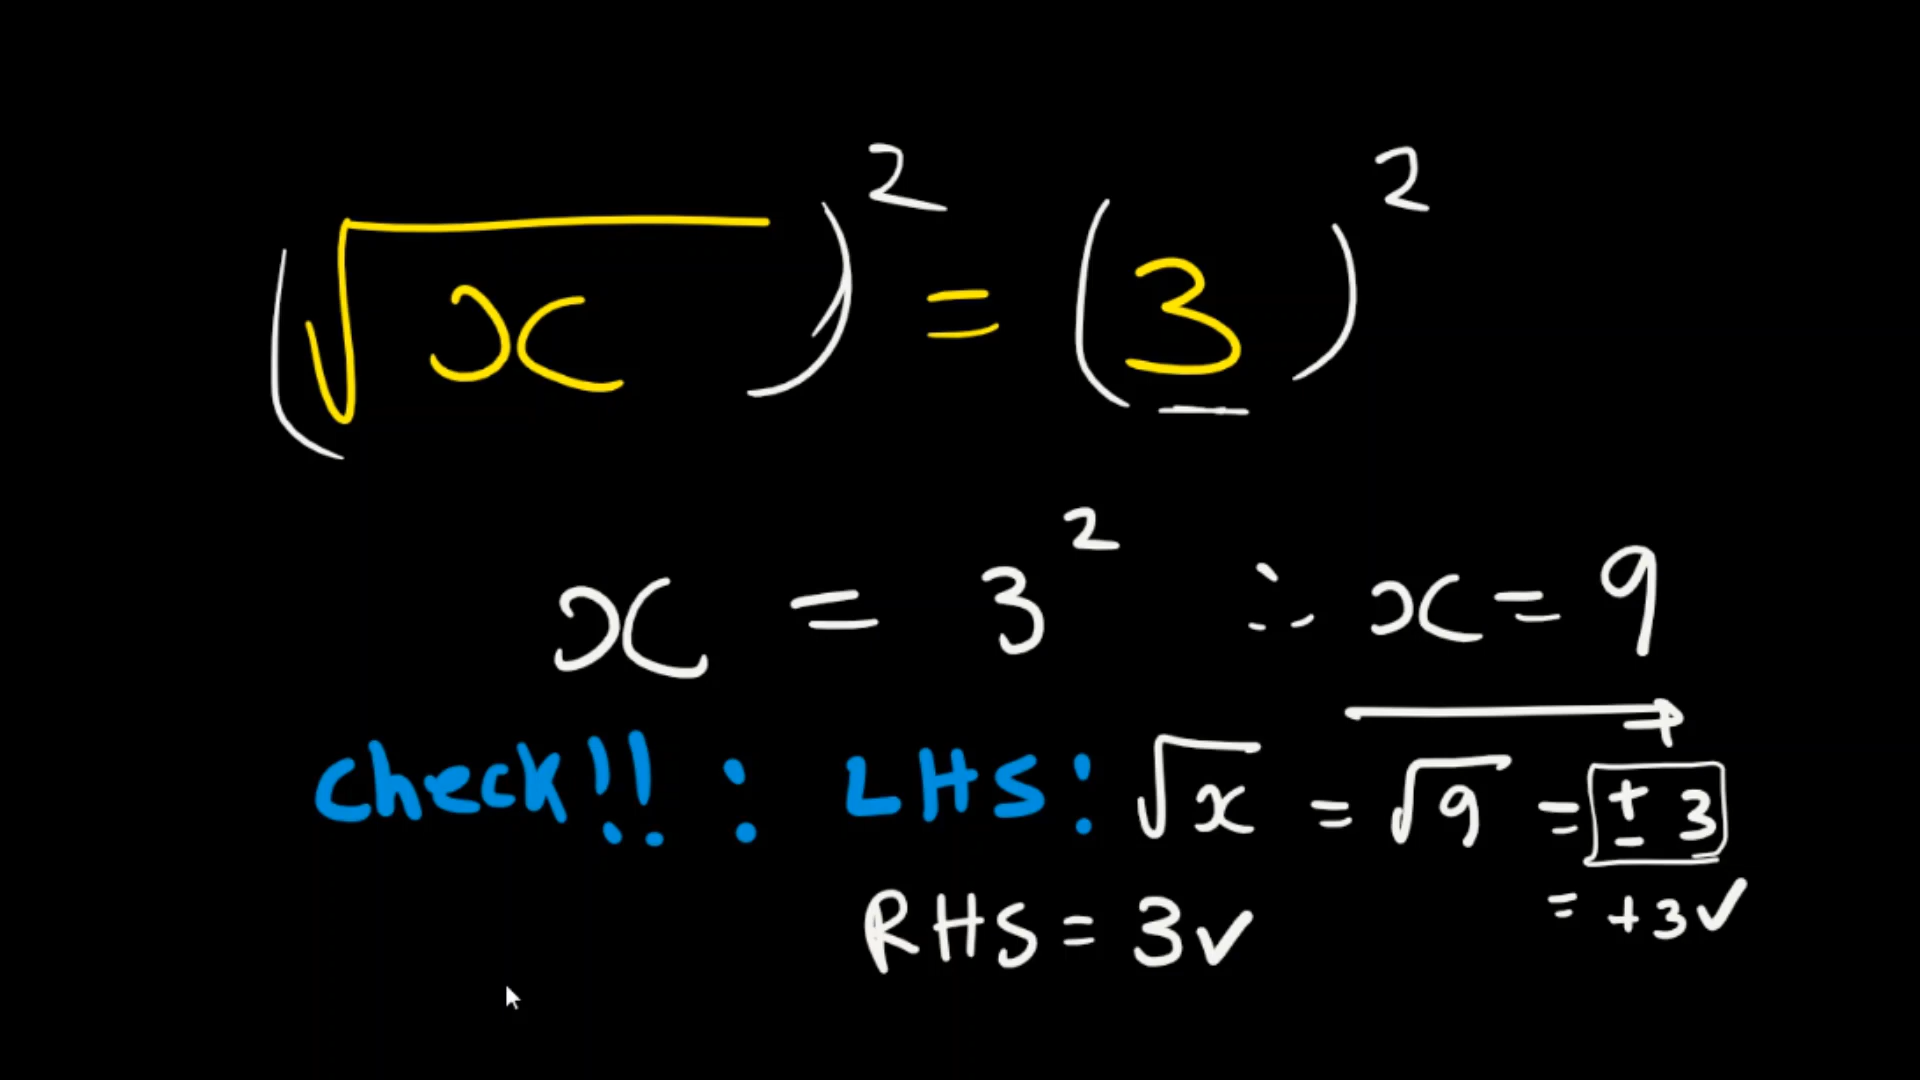 (√x)² = (3)²
x = 3² ∴ x = 9
Check!! : LHS: √x = √9 = ± 3
= +3✓
RHS = 3✓